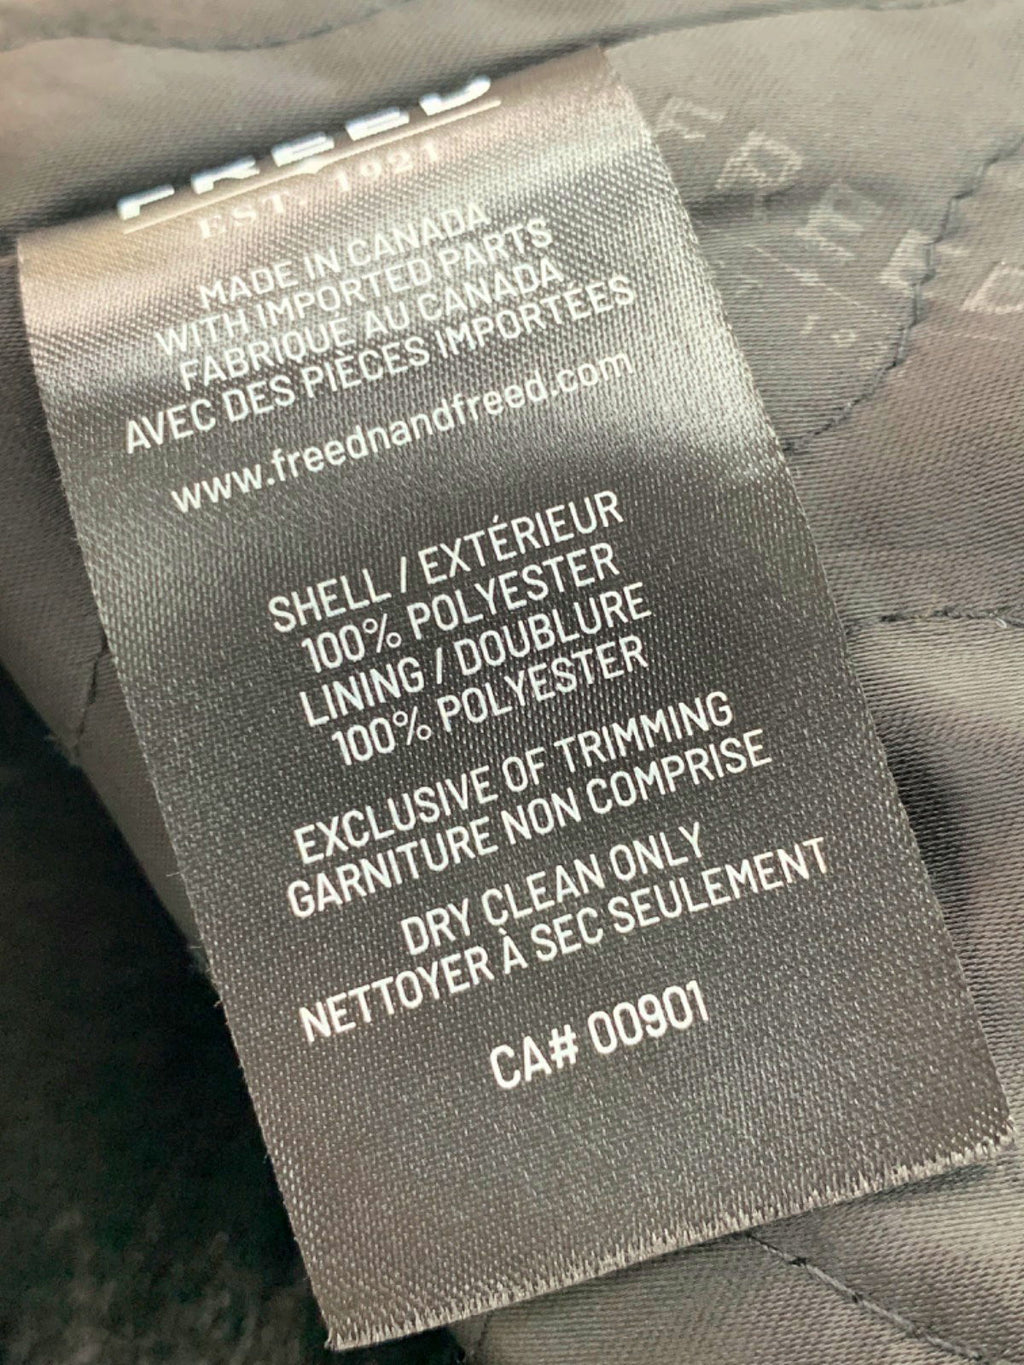 FREED
EST. 1921
MADE IN CANADA
WITH IMPORTED PARTS
FABRIQUE AU CANADA
AVEC DES PIÈCES IMPORTÉES
www.freednandfreed.com
SHELL / EXTÉRIEUR
100% POLYESTER
LINING / DOUBLURE
100% POLYESTER
EXCLUSIVE OF TRIMMING
GARNITURE NON COMPRISE
DRY CLEAN ONLY
NETTOYER À SEC SEULEMENT
CA# 00901